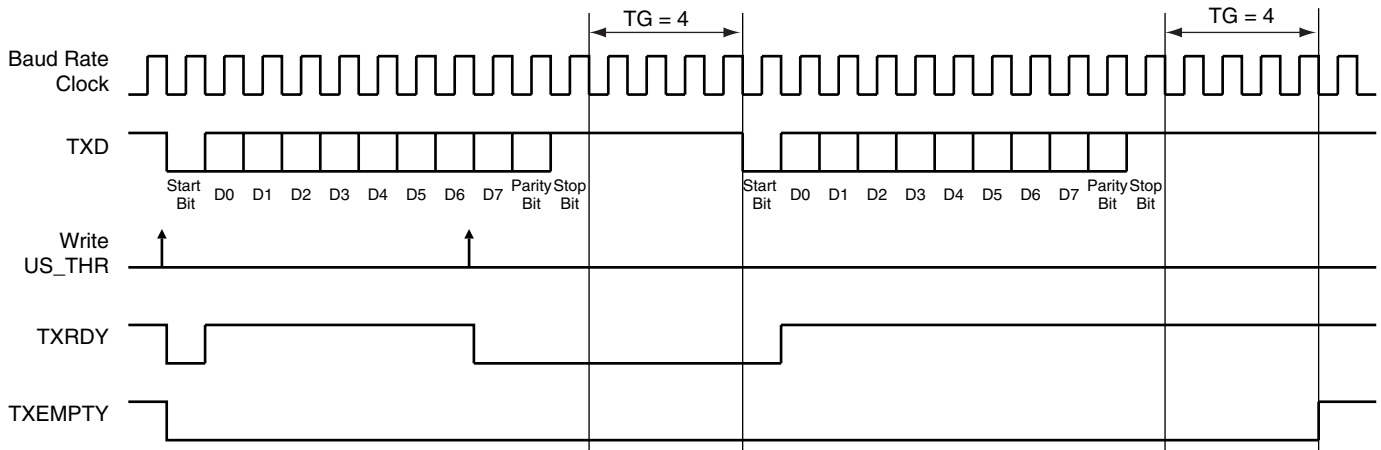 TG = 4
TG = 4
Baud Rate
Clock
TXD
Start
Bit
D0
D1
D2
D3
D4
D5
D6
D7
Parity
Bit
Stop
Bit
Start
Bit
D0
D1
D2
D3
D4
D5
D6
D7
Parity
Bit
Stop
Bit
Write
US_THR
TXRDY
TXEMPTY